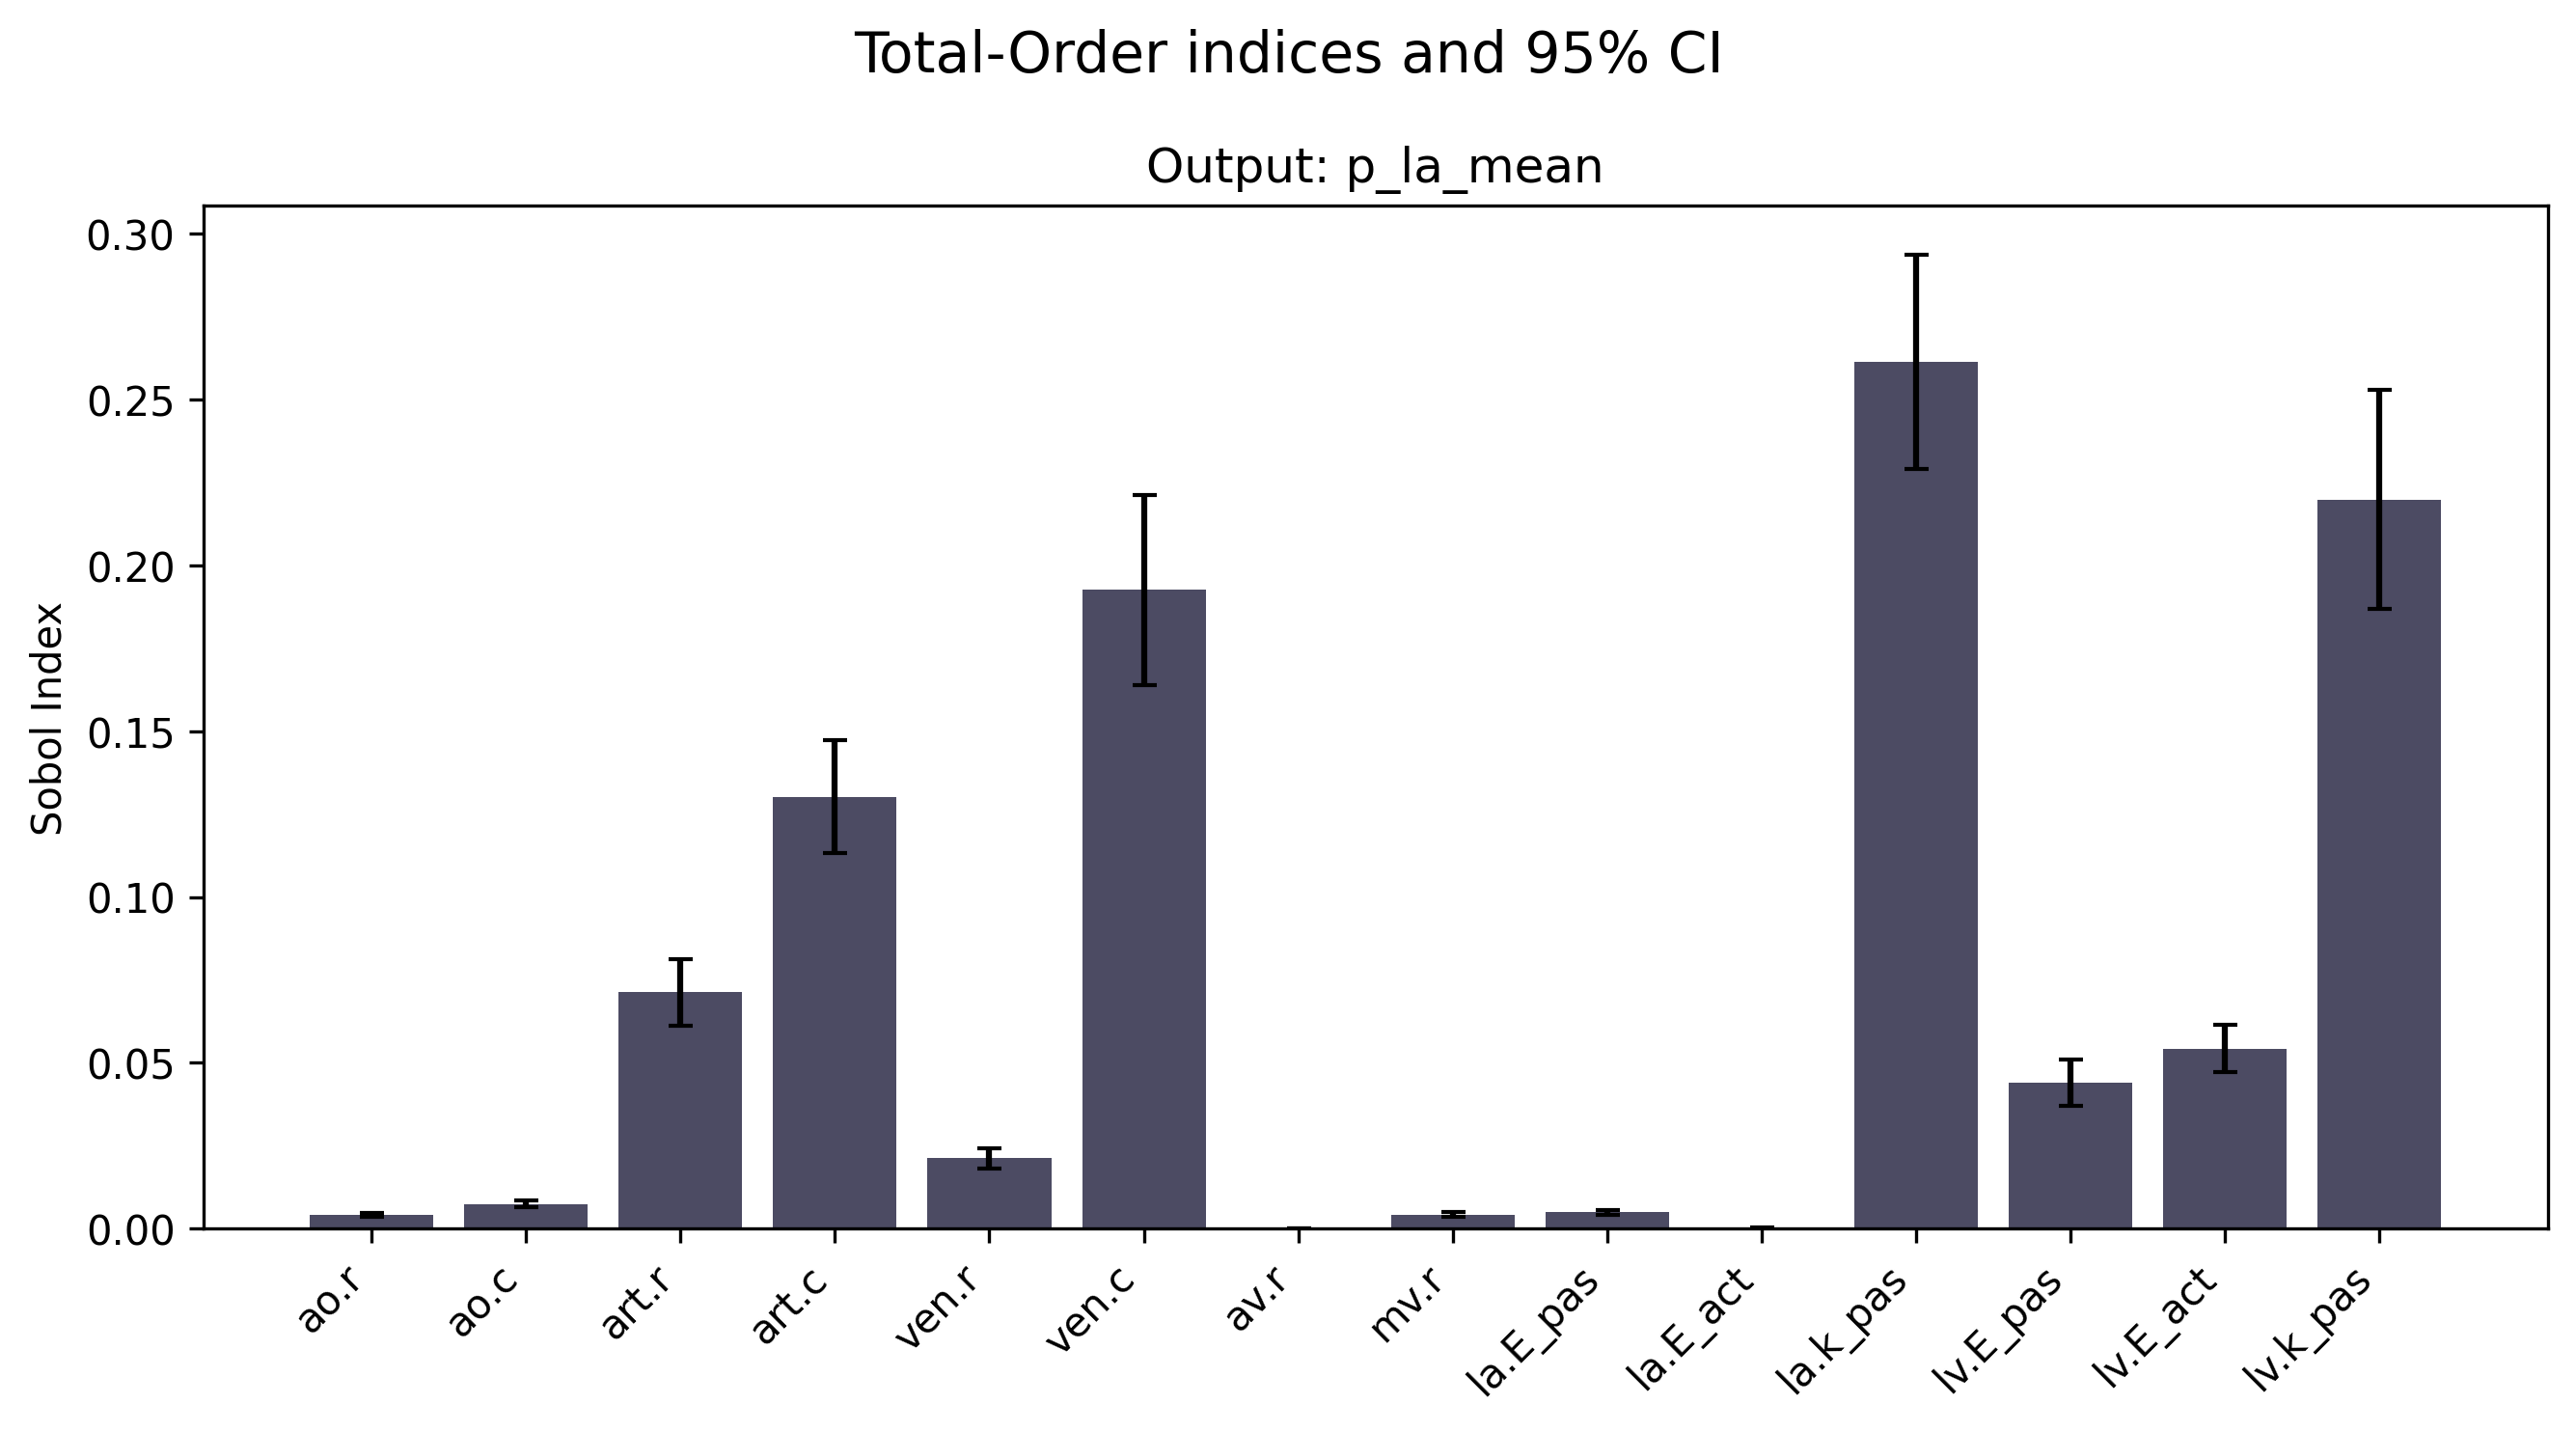 Total-Order indices and 95% CI
Output: p_la_mean
Sobol Index
0.30
0.25
0.20
0.15
0.10
0.05
0.00
ao.r
ao.c
art.r
art.c
ven.r
ven.c
av.r
mv.r
la.E_pas
la.E_act
la.k_pas
lv.E_pas
lv.E_act
lv.k_pas